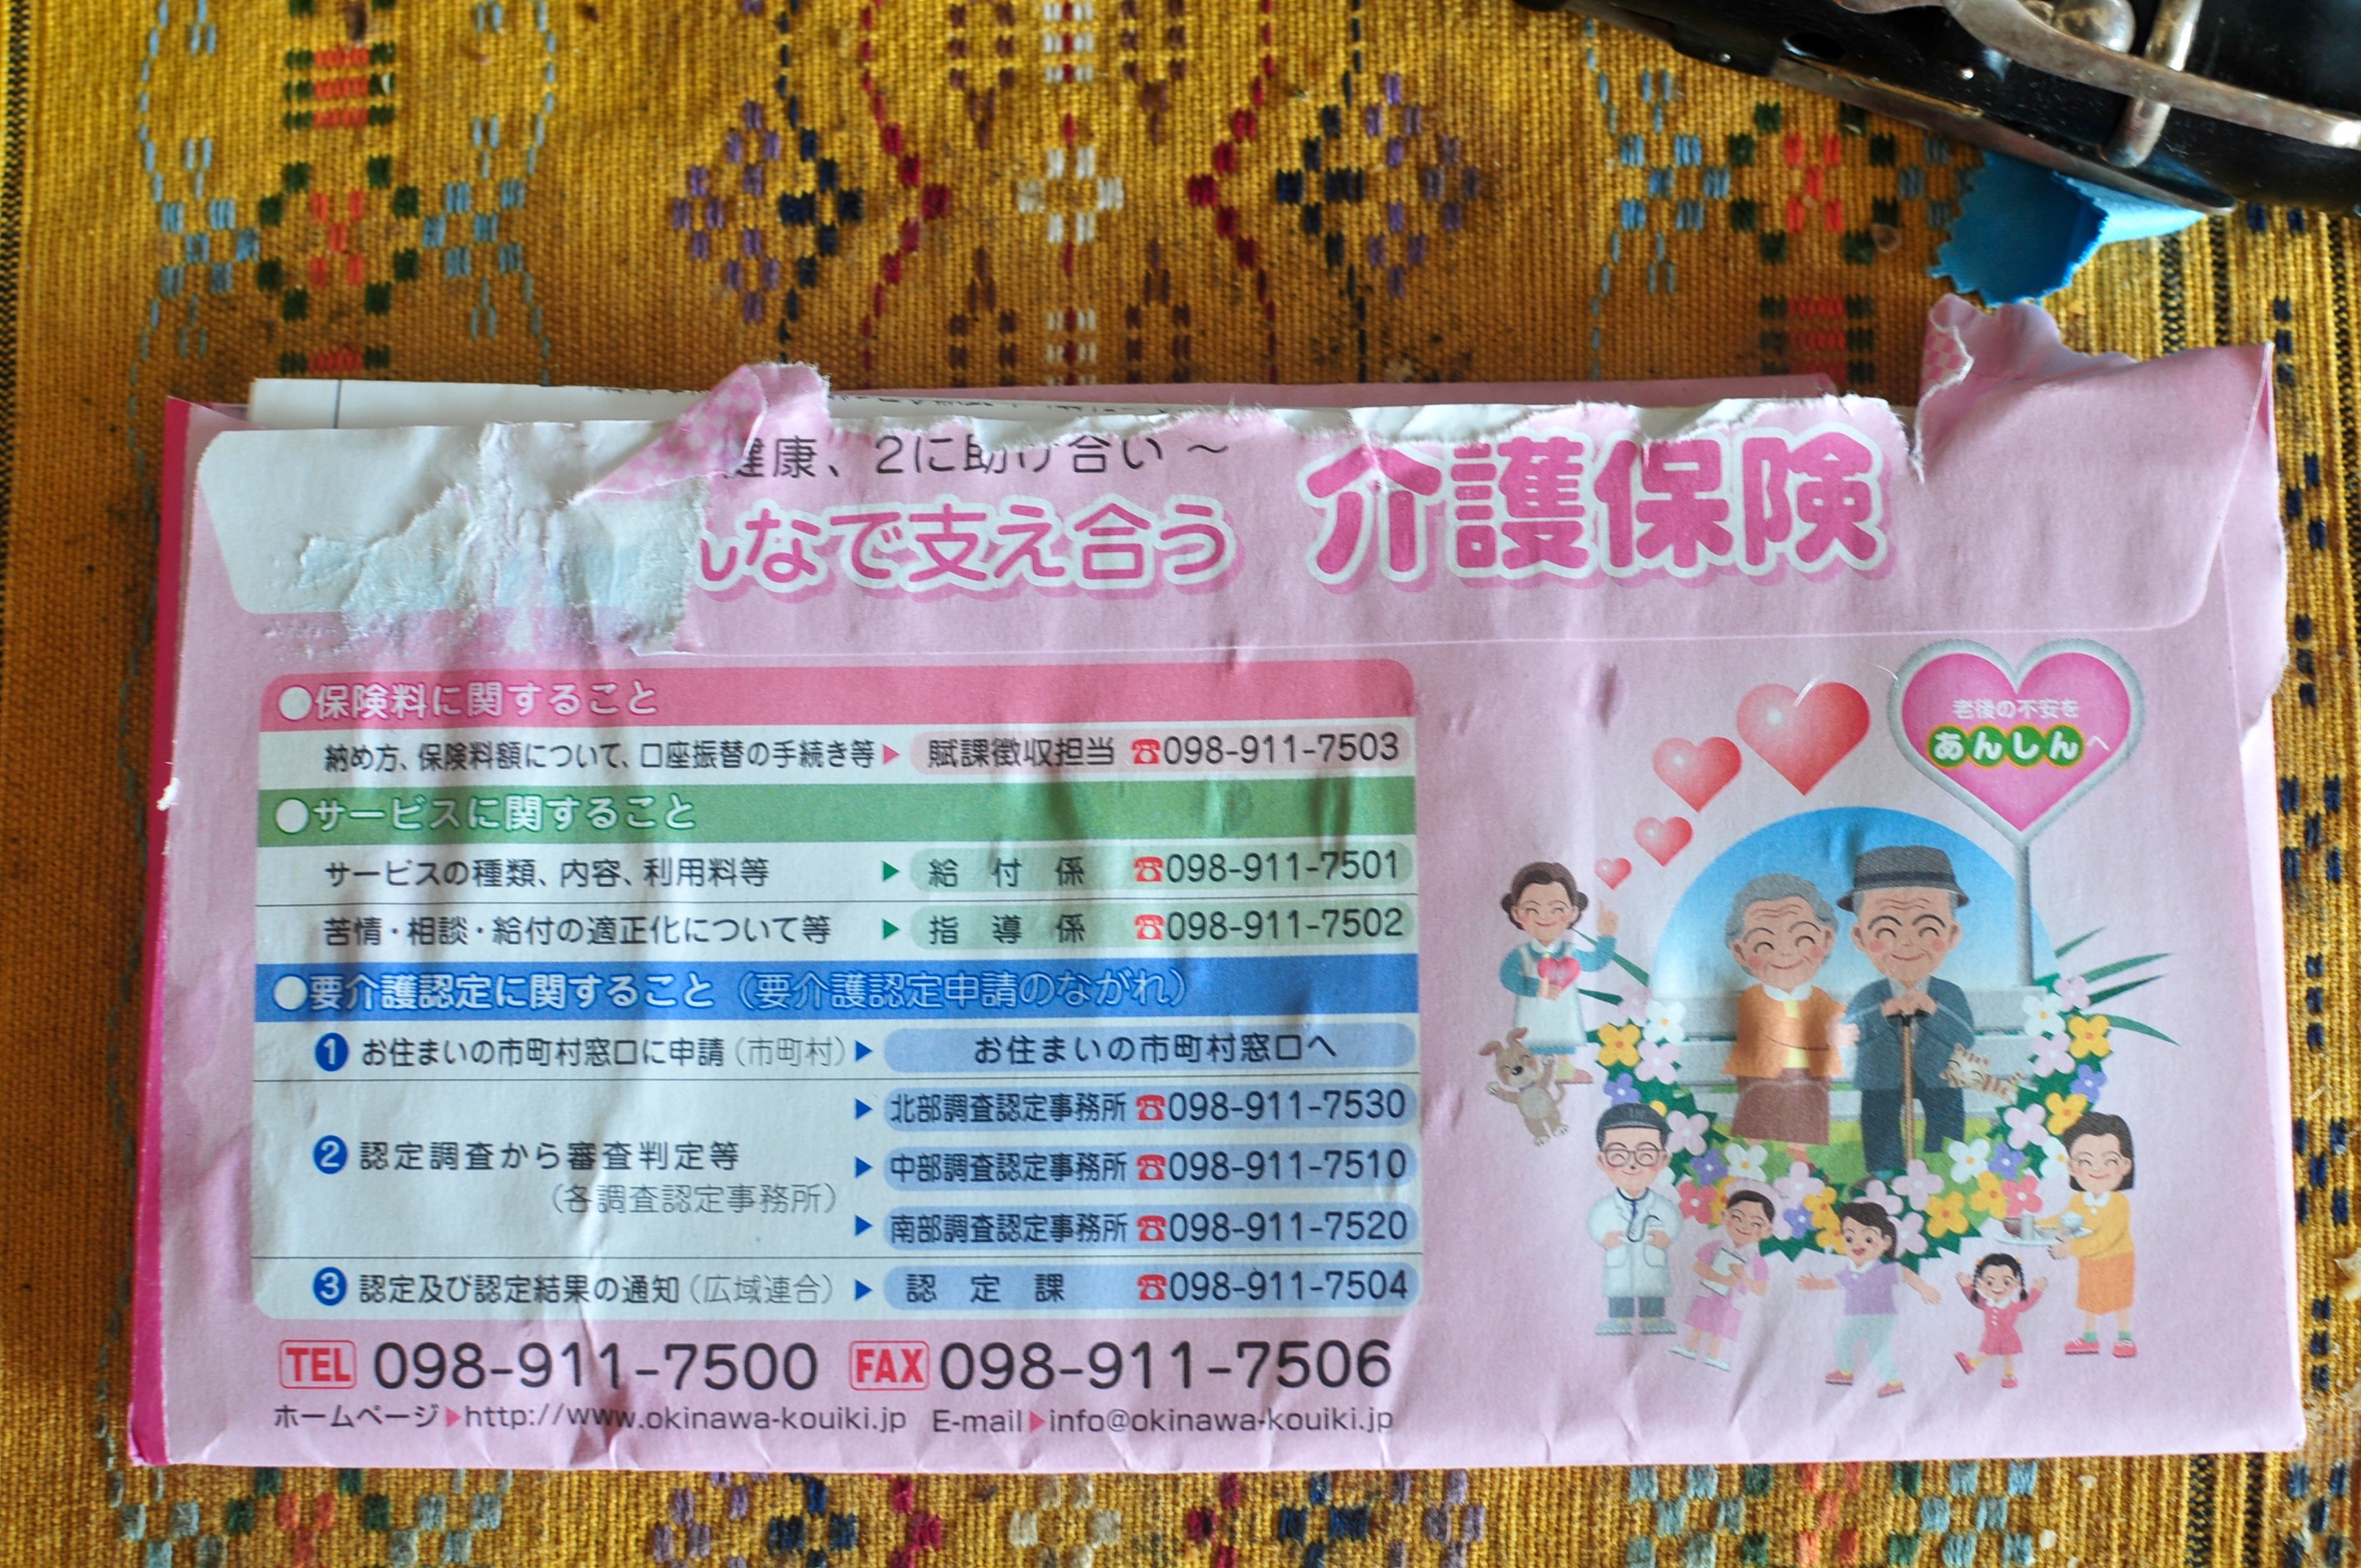 健康、2に助け合い ～
んなで支え合う 介護保険
老後の不安を
あんしんへ
●保険料に関すること
納め方、保険料額について、口座振替の手続き等▶ 賦課徴収担当 ☎098-911-7503
●サービスに関すること
サービスの種類、内容、利用料等 ▶ 給付係 ☎098-911-7501
苦情・相談・給付の適正化について等 ▶ 指導係 ☎098-911-7502
●要介護認定に関すること（要介護認定申請のながれ）
❶ お住まいの市町村窓口に申請（市町村）▶ お住まいの市町村窓口へ
▶ 北部調査認定事務所 ☎098-911-7530
❷ 認定調査から審査判定等 ▶ 中部調査認定事務所 ☎098-911-7510
（各調査認定事務所） ▶ 南部調査認定事務所 ☎098-911-7520
❸ 認定及び認定結果の通知（広域連合）▶ 認定課 ☎098-911-7504
TEL 098-911-7500 FAX 098-911-7506
ホームページ▶http://www.okinawa-kouiki.jp E-mail▶info@okinawa-kouiki.jp